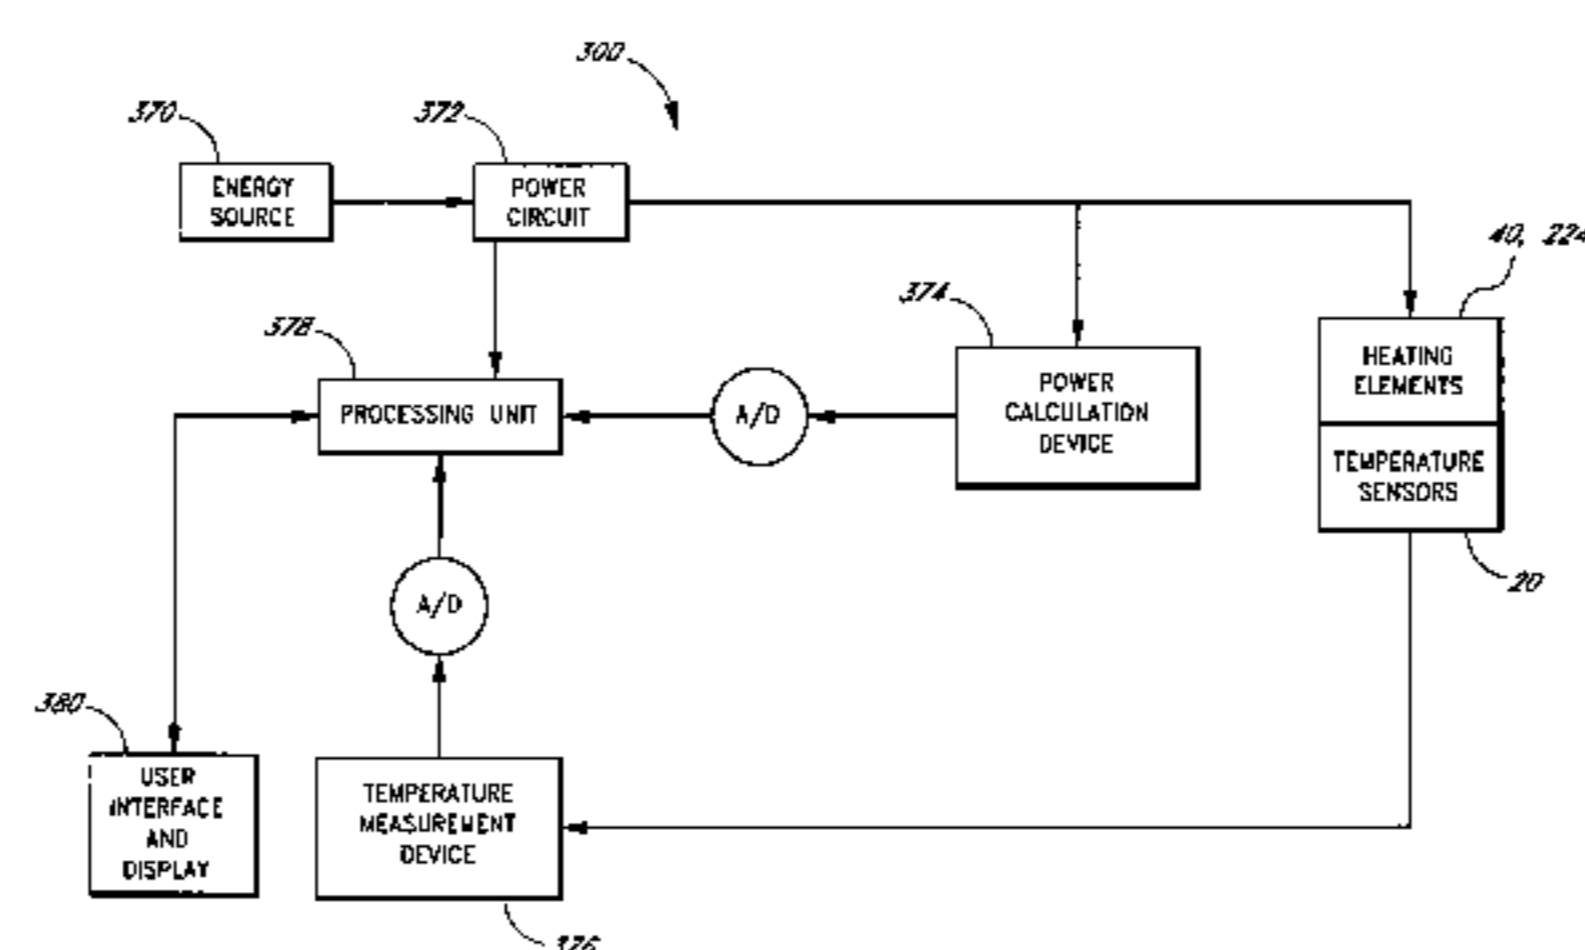 300
370
372
ENERGY
SOURCE
POWER
CIRCUIT
40, 224
374
378
HEATING
ELEMENTS
POWER
CALCULATION
DEVICE
PROCESSING UNIT
A/D
TEMPERATURE
SENSORS
20
A/D
380
USER
INTERFACE
AND
DISPLAY
TEMPERATURE
MEASUREMENT
DEVICE
376